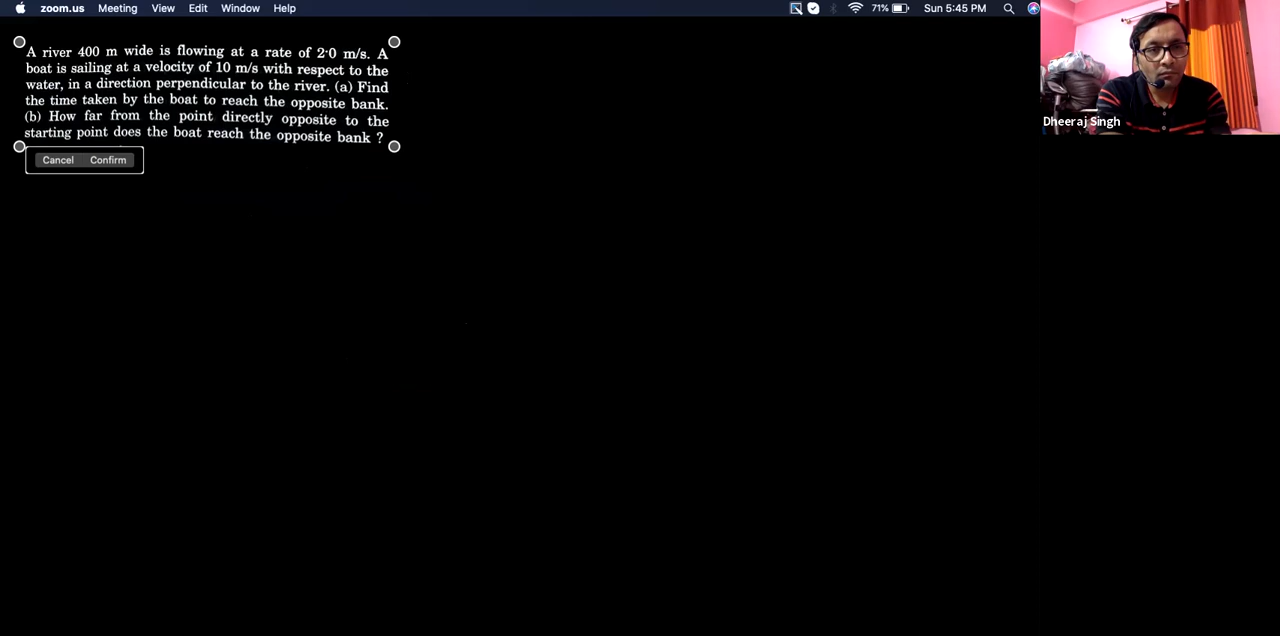 zoom.us Meeting View Edit Window Help 71% Sun 5:45 PM
A river 400 m wide is flowing at a rate of 2·0 m/s. A
boat is sailing at a velocity of 10 m/s with respect to the
water, in a direction perpendicular to the river. (a) Find
the time taken by the boat to reach the opposite bank.
(b) How far from the point directly opposite to the
starting point does the boat reach the opposite bank ?
Cancel Confirm
Dheeraj Singh